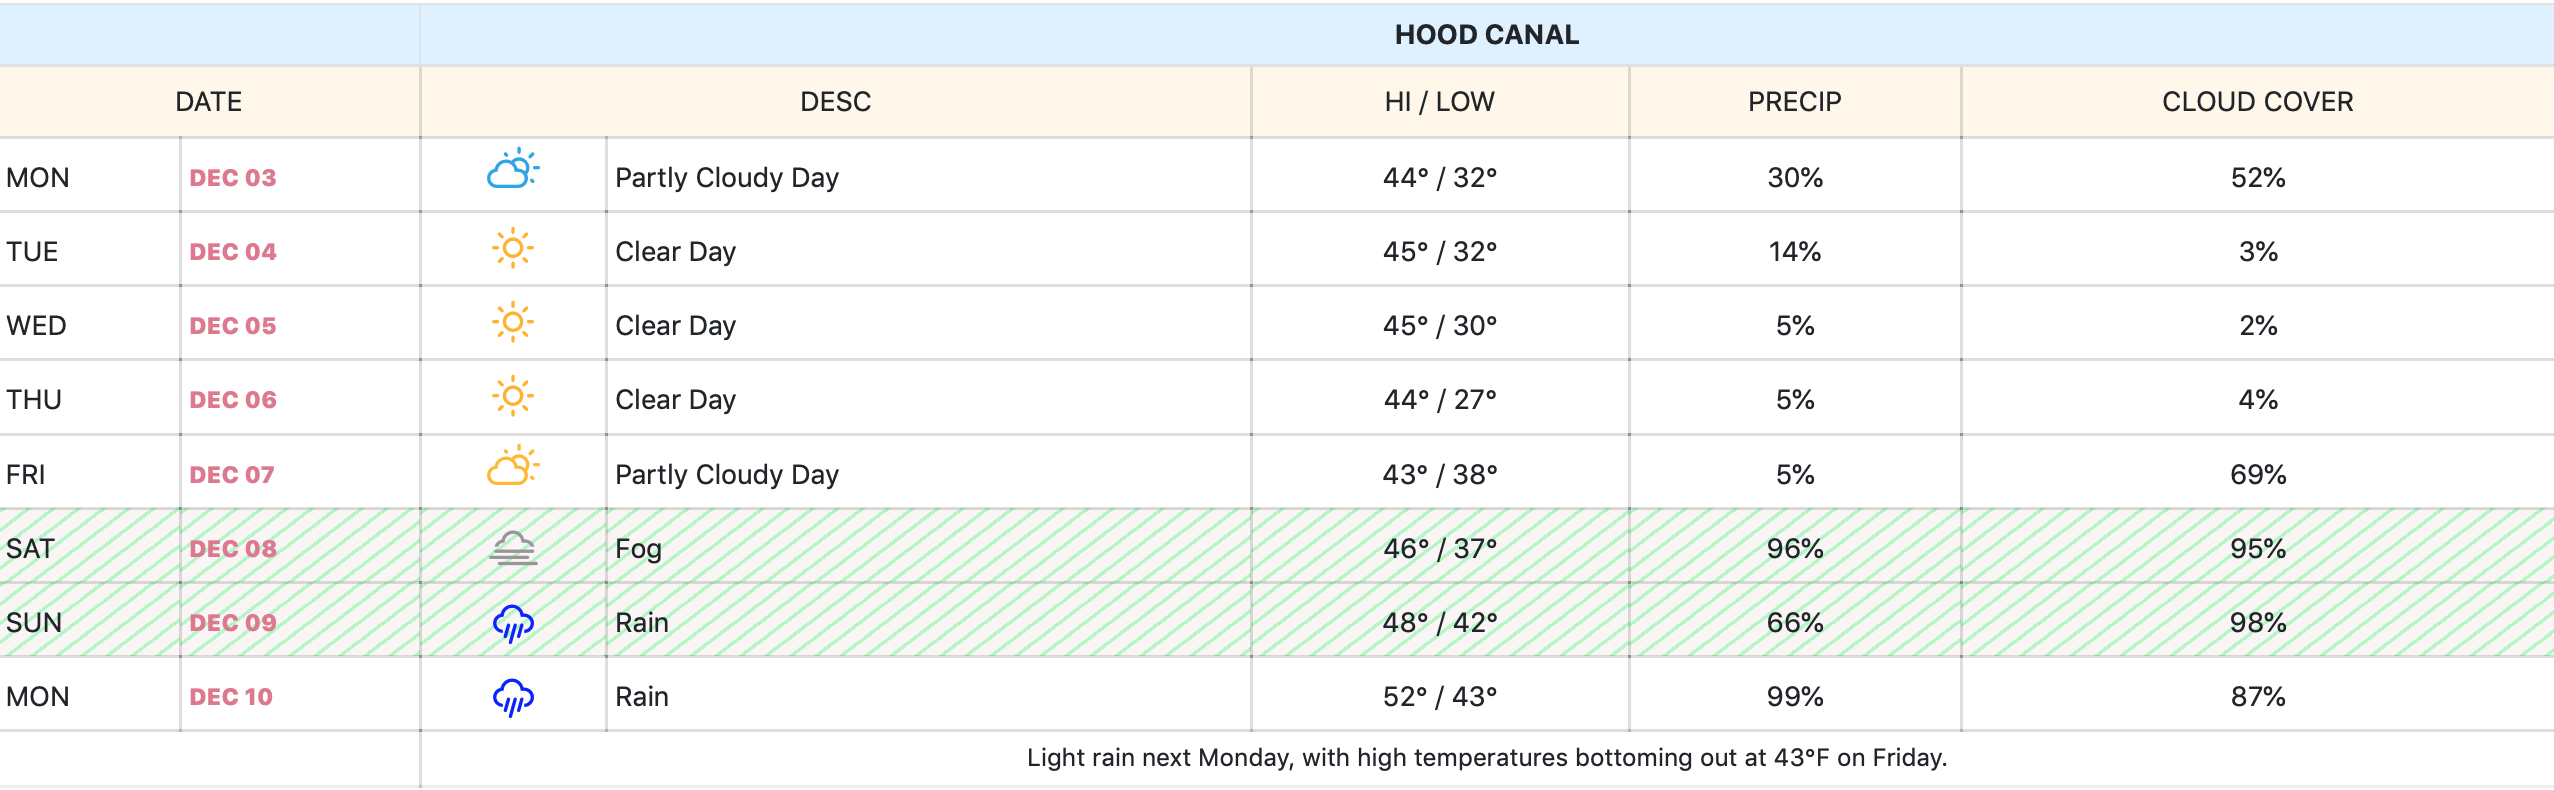 HOOD CANAL
DATE DESC HI / LOW PRECIP CLOUD COVER
MON DEC 03 Partly Cloudy Day 44° / 32° 30% 52%
TUE DEC 04 Clear Day 45° / 32° 14% 3%
WED DEC 05 Clear Day 45° / 30° 5% 2%
THU DEC 06 Clear Day 44° / 27° 5% 4%
FRI DEC 07 Partly Cloudy Day 43° / 38° 5% 69%
SAT DEC 08 Fog 46° / 37° 96% 95%
SUN DEC 09 Rain 48° / 42° 66% 98%
MON DEC 10 Rain 52° / 43° 99% 87%
Light rain next Monday, with high temperatures bottoming out at 43°F on Friday.